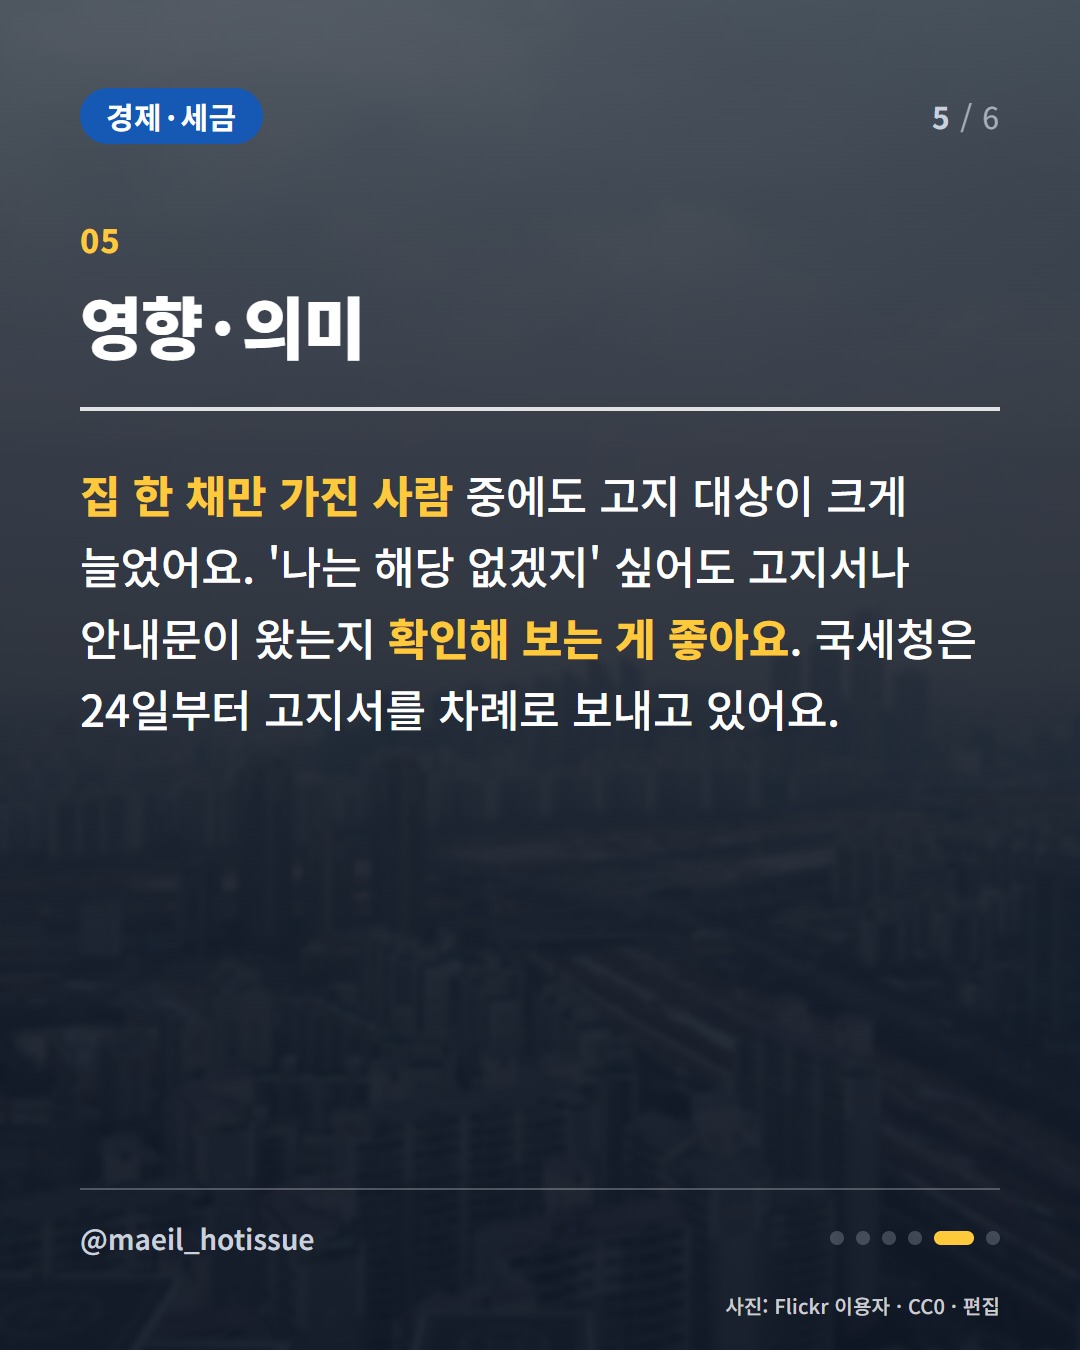 경제·세금
5 / 6
05
영향·의미
집 한 채만 가진 사람 중에도 고지 대상이 크게
늘었어요. '나는 해당 없겠지' 싶어도 고지서나
안내문이 왔는지 확인해 보는 게 좋아요. 국세청은
24일부터 고지서를 차례로 보내고 있어요.
@maeil_hotissue
사진: Flickr 이용자 · CC0 · 편집